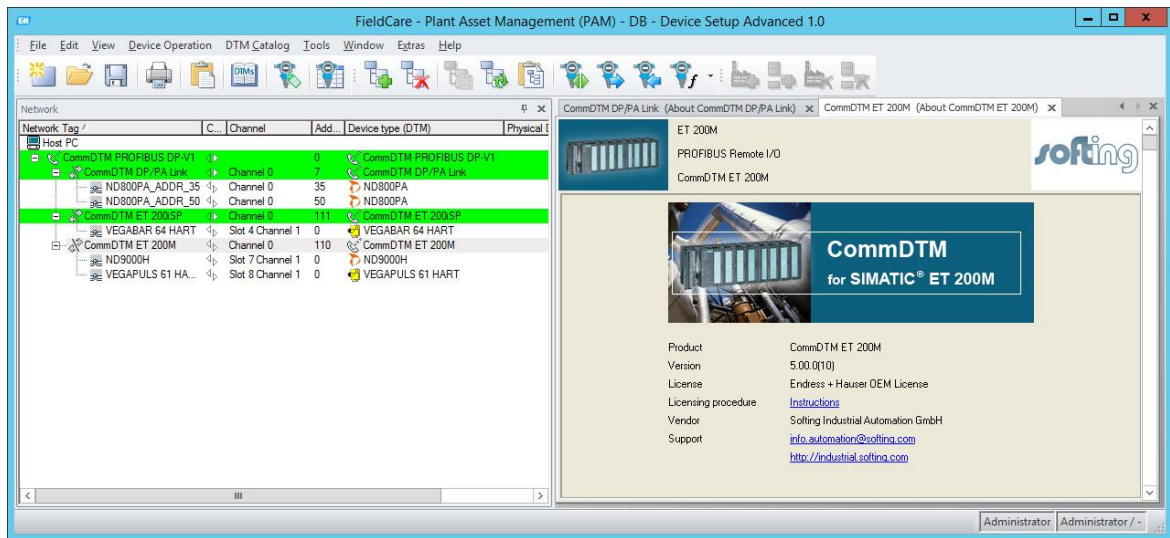 FieldCare - Plant Asset Management (PAM) - DB - Device Setup Advanced 1.0
File Edit View Device Operation DTM Catalog Tools Window Extras Help
DTMs
Network
Network Tag / C... Channel Add... Device type (DTM) Physical D
Host PC
CommDTM PROFIBUS DP-V1 0 CommDTM PROFIBUS DP-V1
CommDTM DP/PA Link Channel 0 7 CommDTM DP/PA Link
ND800PA_ADDR_35 Channel 0 35 ND800PA
ND800PA_ADDR_50 Channel 0 50 ND800PA
CommDTM ET 200iSP Channel 0 111 CommDTM ET 200iSP
VEGABAR 64 HART Slot 4 Channel 1 0 VEGABAR 64 HART
CommDTM ET 200M Channel 0 110 CommDTM ET 200M
ND9000H Slot 7 Channel 1 0 ND9000H
VEGAPULS 61 HA... Slot 8 Channel 1 0 VEGAPULS 61 HART
CommDTM DP/PA Link (About CommDTM DP/PA Link) x CommDTM ET 200M (About CommDTM ET 200M) x
ET 200M
PROFIBUS Remote I/O
CommDTM ET 200M
softing
CommDTM
for SIMATIC® ET 200M
Product CommDTM ET 200M
Version 5.00.0(10)
License Endress + Hauser OEM License
Licensing procedure Instructions
Vendor Softing Industrial Automation GmbH
Support info.automation@softing.com
http://industrial.softing.com
Administrator Administrator / -